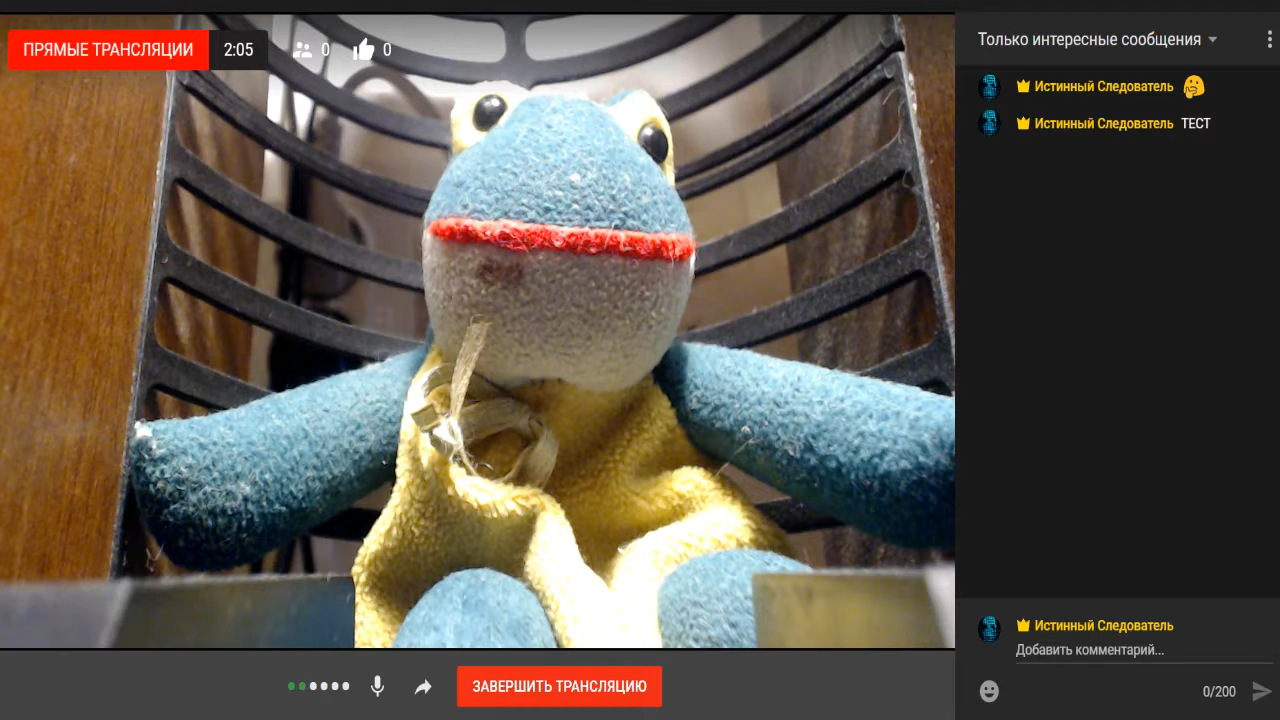 ПРЯМЫЕ ТРАНСЛЯЦИИ 2:05 0 0
Только интересные сообщения
Истинный Следователь
Истинный Следователь ТЕСТ
Истинный Следователь
Добавить комментарий...
0/200
ЗАВЕРШИТЬ ТРАНСЛЯЦИЮ